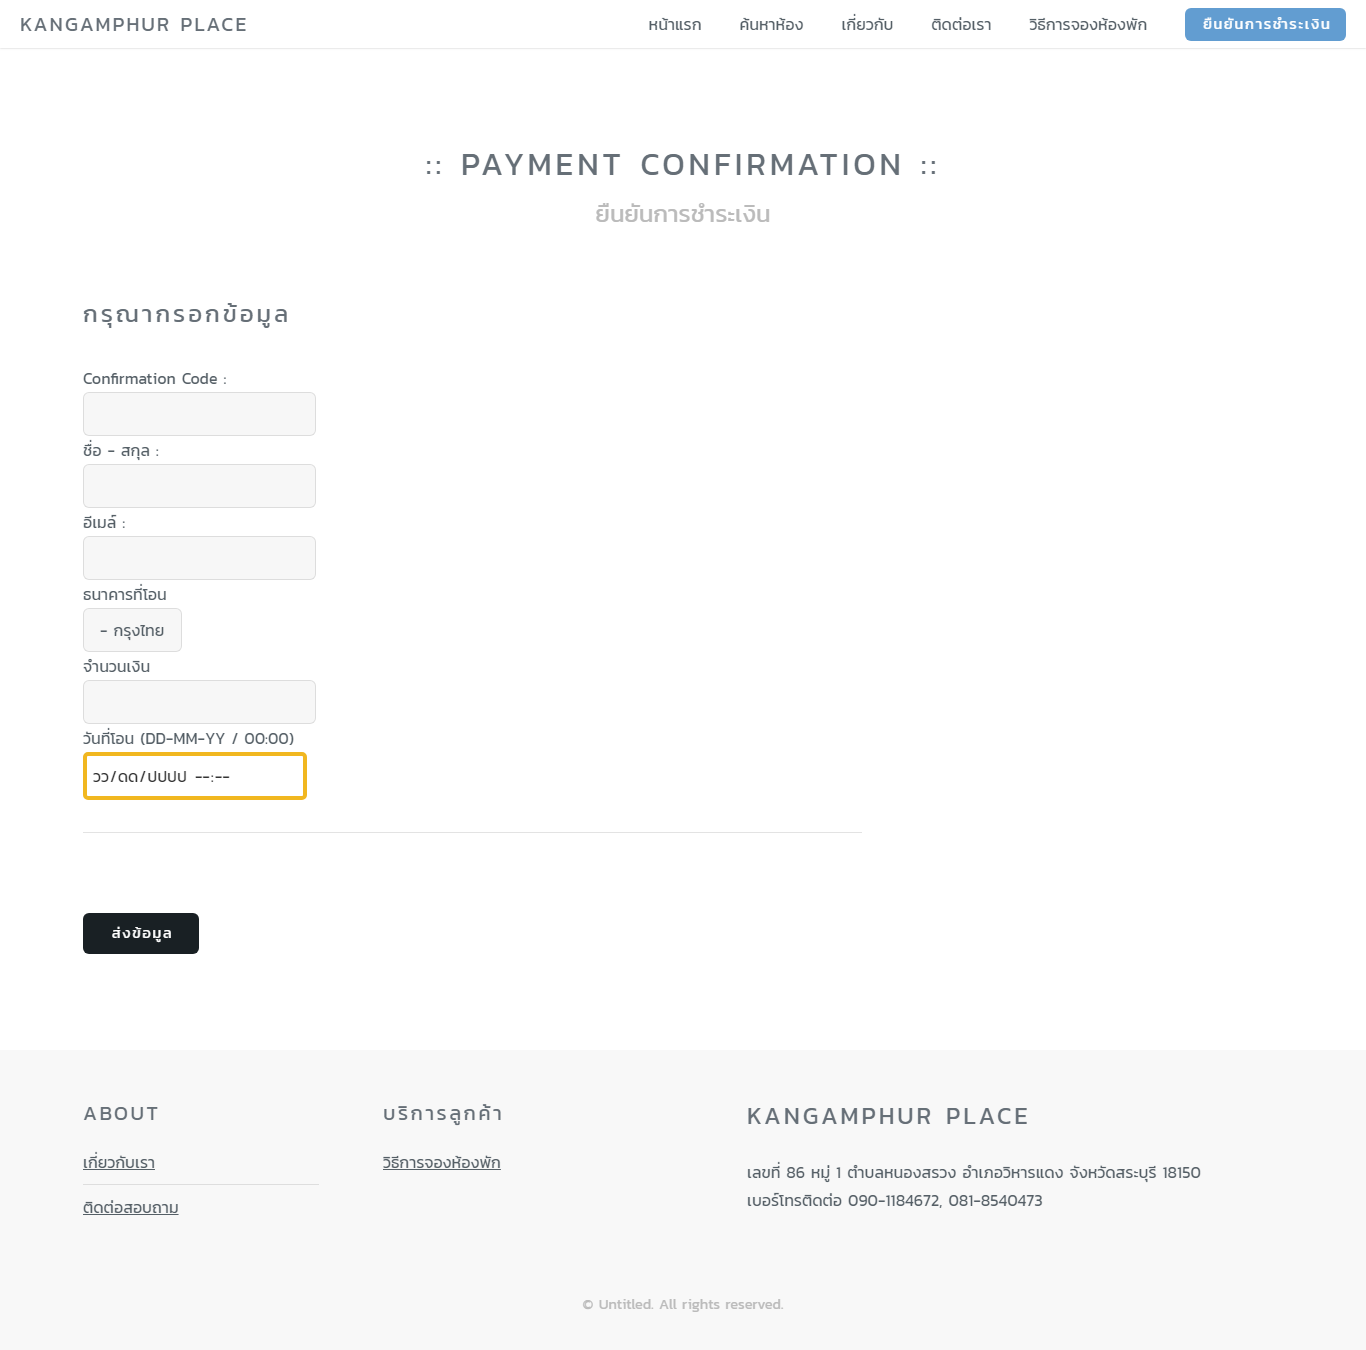 KANGAMPHUR PLACE
หน้าแรก ค้นหาห้อง เกี่ยวกับ ติดต่อเรา วิธีการจองห้องพัก ยืนยันการชำระเงิน
:: PAYMENT CONFIRMATION ::
ยืนยันการชำระเงิน
กรุณากรอกข้อมูล
Confirmation Code :
ชื่อ - สกุล :
อีเมล์ :
ธนาคารที่โอน
- กรุงไทย
จำนวนเงิน
วันที่โอน (DD-MM-YY / 00:00)
วว/ดด/ปปปป --:--
ส่งข้อมูล
ABOUT
เกี่ยวกับเรา
ติดต่อสอบถาม
บริการลูกค้า
วิธีการจองห้องพัก
KANGAMPHUR PLACE
เลขที่ 86 หมู่ 1 ตำบลหนองสรวง อำเภอวิหารแดง จังหวัดสระบุรี 18150
เบอร์โทรติดต่อ 090-1184672, 081-8540473
© Untitled. All rights reserved.